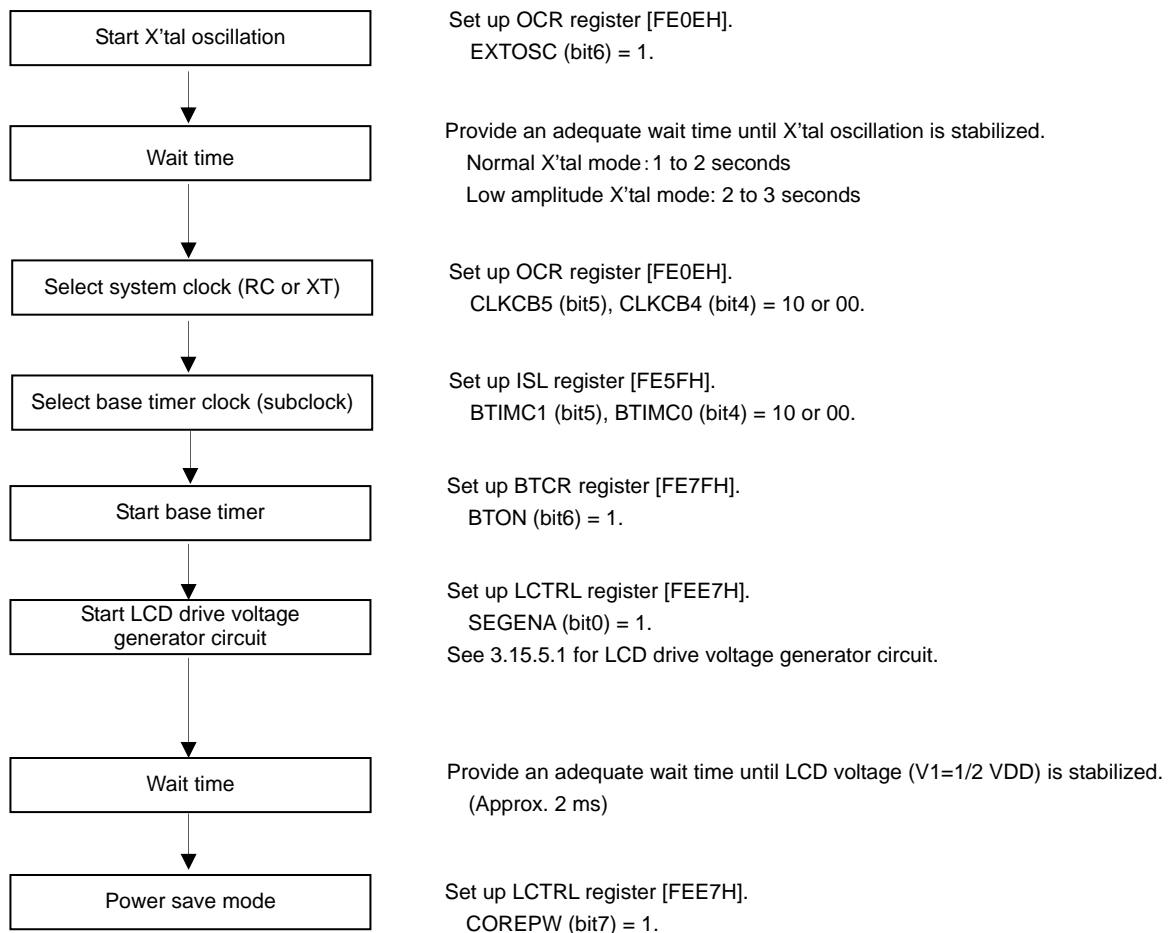 Start X'tal oscillation
Set up OCR register [FE0EH].
EXTOSC (bit6) = 1.
Wait time
Provide an adequate wait time until X'tal oscillation is stabilized.
Normal X'tal mode：1 to 2 seconds
Low amplitude X'tal mode: 2 to 3 seconds
Select system clock (RC or XT)
Set up OCR register [FE0EH].
CLKCB5 (bit5), CLKCB4 (bit4) = 10 or 00.
Select base timer clock (subclock)
Set up ISL register [FE5FH].
BTIMC1 (bit5), BTIMC0 (bit4) = 10 or 00.
Start base timer
Set up BTCR register [FE7FH].
BTON (bit6) = 1.
Start LCD drive voltage
generator circuit
Set up LCTRL register [FEE7H].
SEGENA (bit0) = 1.
See 3.15.5.1 for LCD drive voltage generator circuit.
Wait time
Provide an adequate wait time until LCD voltage (V1=1/2 VDD) is stabilized.
(Approx. 2 ms)
Power save mode
Set up LCTRL register [FEE7H].
COREPW (bit7) = 1.